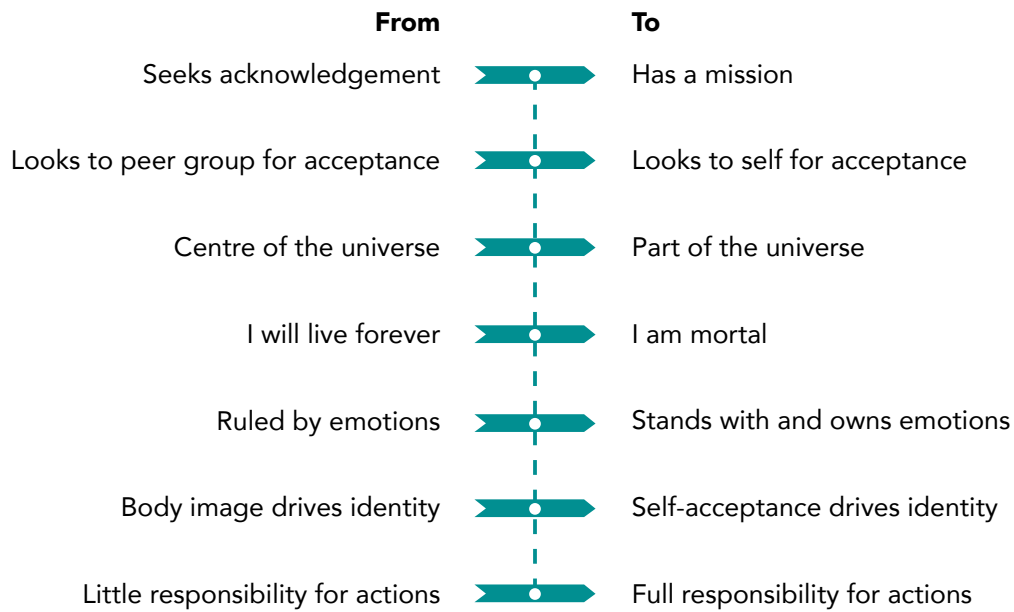 From To
Seeks acknowledgement Has a mission
Looks to peer group for acceptance Looks to self for acceptance
Centre of the universe Part of the universe
I will live forever I am mortal
Ruled by emotions Stands with and owns emotions
Body image drives identity Self-acceptance drives identity
Little responsibility for actions Full responsibility for actions